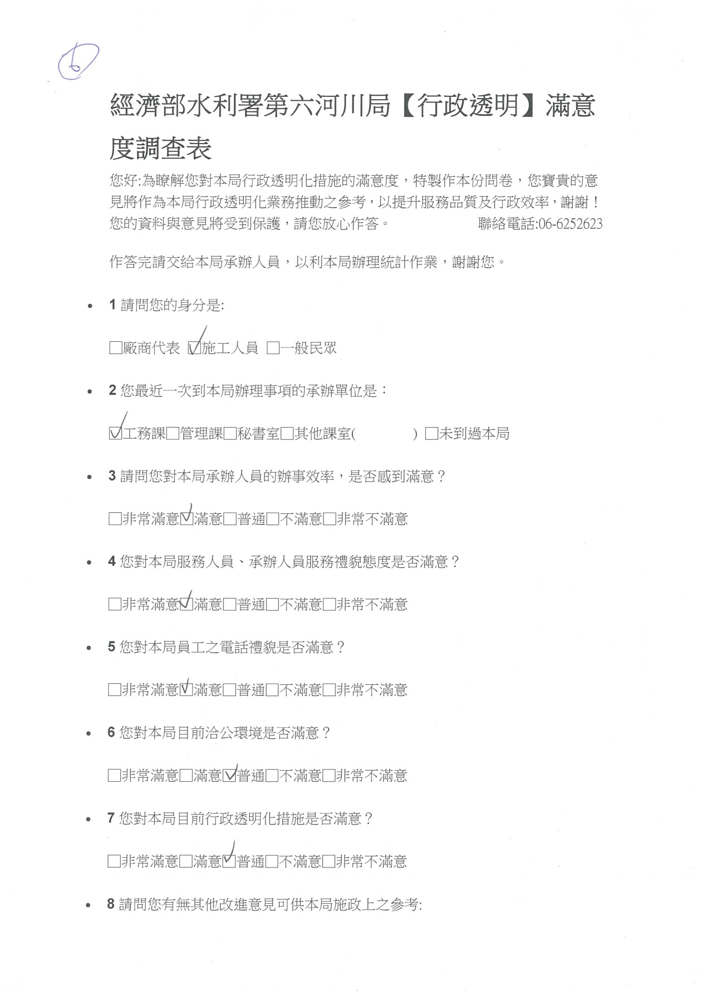 6
經濟部水利署第六河川局【行政透明】滿意
度調查表
您好:為瞭解您對本局行政透明化措施的滿意度，特製作本份問卷，您寶貴的意
見將作為本局行政透明化業務推動之參考，以提升服務品質及行政效率，謝謝！
您的資料與意見將受到保護，請您放心作答。 聯絡電話:06-6252623
作答完請交給本局承辦人員，以利本局辦理統計作業，謝謝您。
• 1 請問您的身分是:
□廠商代表 ☑施工人員 □一般民眾
• 2 您最近一次到本局辦理事項的承辦單位是：
☑工務課□管理課□秘書室□其他課室( ) □未到過本局
• 3 請問您對本局承辦人員的辦事效率，是否感到滿意？
□非常滿意☑滿意□普通□不滿意□非常不滿意
• 4 您對本局服務人員、承辦人員服務禮貌態度是否滿意？
□非常滿意☑滿意□普通□不滿意□非常不滿意
• 5 您對本局員工之電話禮貌是否滿意？
□非常滿意☑滿意□普通□不滿意□非常不滿意
• 6 您對本局目前洽公環境是否滿意？
□非常滿意□滿意☑普通□不滿意□非常不滿意
• 7 您對本局目前行政透明化措施是否滿意？
□非常滿意□滿意☑普通□不滿意□非常不滿意
• 8 請問您有無其他改進意見可供本局施政上之參考: